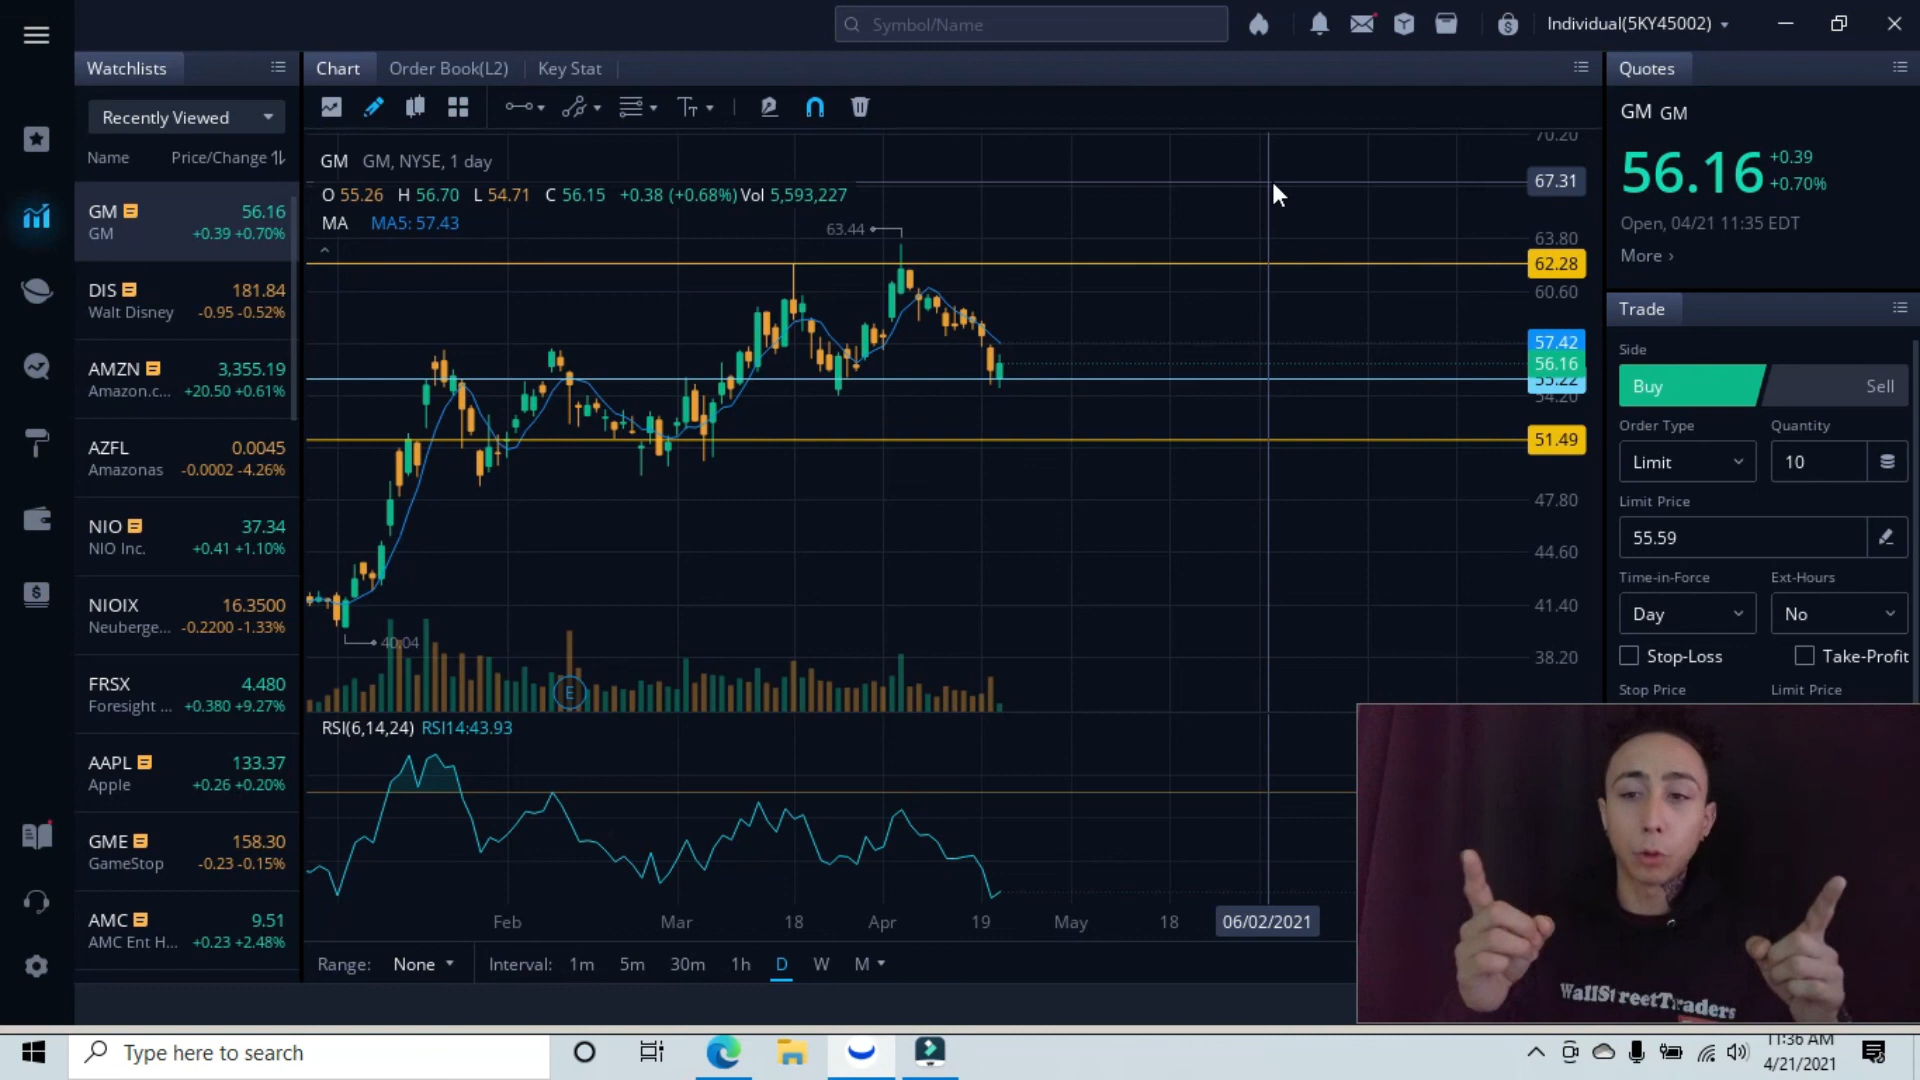 Symbol/Name
Individual(5KY45002)
Watchlists
Chart
Order Book(L2)
Key Stat
Quotes
Recently Viewed
Name
Price/Change
GM 56.16
GM +0.39 +0.70%
DIS 181.84
Walt Disney -0.95 -0.52%
AMZN 3,355.19
Amazon.c... +20.50 +0.61%
AZFL 0.0045
Amazonas -0.0002 -4.26%
NIO 37.34
NIO Inc. +0.41 +1.10%
NIOIX 16.3500
Neuberge... -0.2200 -1.33%
FRSX 4.480
Foresight ... +0.380 +9.27%
AAPL 133.37
Apple +0.26 +0.20%
GME 158.30
GameStop -0.23 -0.15%
AMC 9.51
AMC Ent H... +0.23 +2.48%
GM GM, NYSE, 1 day
O 55.26 H 56.70 L 54.71 C 56.15 +0.38 (+0.68%) Vol 5,593,227
MA MA5: 57.43
63.44
40.04
E
70.20
67.31
63.80
62.28
60.60
57.42
56.16
55.22
54.20
51.49
47.80
44.60
41.40
38.20
RSI(6,14,24) RSI14:43.93
Feb Mar 18 Apr 19 May 18 06/02/2021
Range: None Interval: 1m 5m 30m 1h D W M
GM GM
56.16 +0.39
+0.70%
Open, 04/21 11:35 EDT
More ›
Trade
Side
Buy Sell
Order Type Quantity
Limit 10
Limit Price
55.59
Time-in-Force Ext-Hours
Day No
Stop-Loss Take-Profit
Stop Price Limit Price
WallStreetTraders
Type here to search
11:36 AM
4/21/2021